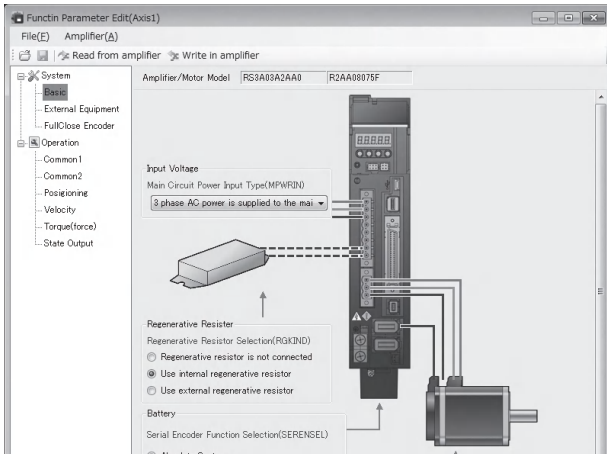 Functin Parameter Edit(Axis1)
File(F) Amplifier(A)
Read from amplifier Write in amplifier
System
Basic
External Equipment
FullClose Encoder
Operation
Common1
Common2
Posigioning
Velocity
Torque(force)
State Output
Amplifier/Motor Model RS3A03A2AA0 R2AA08075F
Input Voltage
Main Circuit Power Input Type(MPWRIN)
3 phase AC power is supplied to the mai
Regenerative Resister
Regenerative Resistor Selection(RGKIND)
Regenerative resistor is not connected
Use internal regenerative resistor
Use external regenerative resistor
Battery
Serial Encoder Function Selection(SERENSEL)